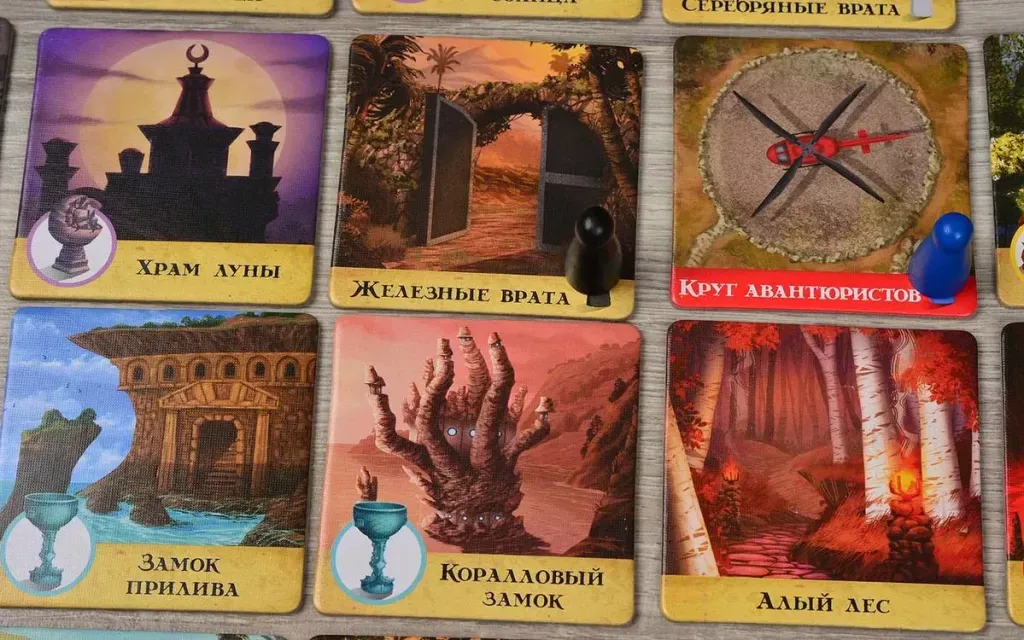 Серебряные врата
Храм луны
Железные врата
Круг авантюристов
Замок
прилива
Коралловый
замок
Алый лес